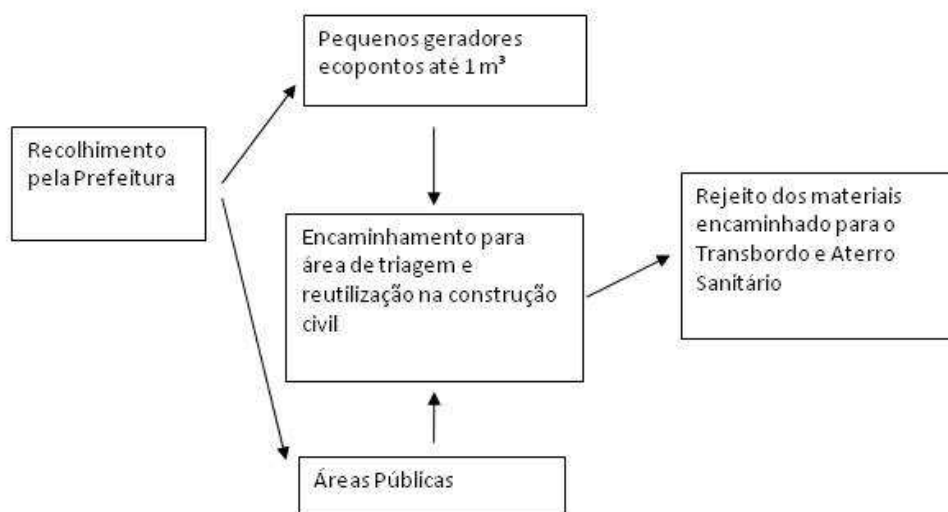 Pequenos geradores
ecopontos até 1 m³
Recolhimento
pela Prefeitura
Encaminhamento para
área de triagem e
reutilização na construção
civil
Rejeito dos materiais
encaminhado para o
Transbordo e Aterro
Sanitário
Áreas Públicas